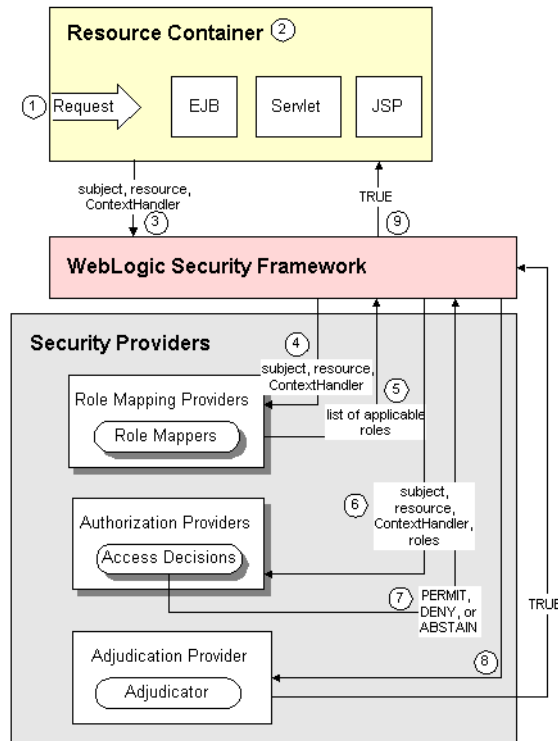 Resource Container 2
1 Request
EJB
Servlet
JSP
subject, resource,
ContextHandler
3
TRUE
9
WebLogic Security Framework
Security Providers
4
subject, resource,
ContextHandler
5
list of applicable
roles
Role Mapping Providers
Role Mappers
6
subject,
resource,
ContextHandler,
roles
Authorization Providers
Access Decisions
7
PERMIT,
DENY, or
ABSTAIN
TRUE
8
Adjudication Provider
Adjudicator